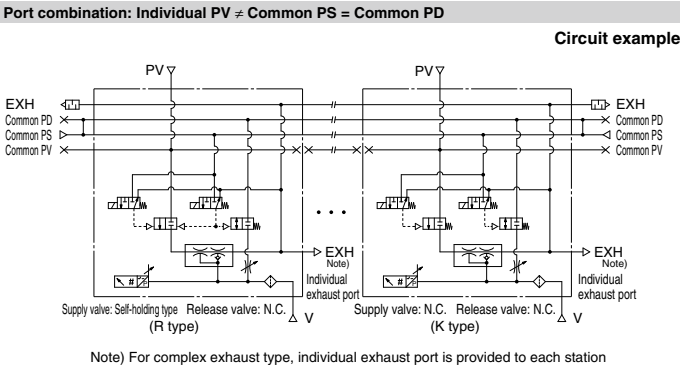 Port combination: Individual PV ≠ Common PS = Common PD
Circuit example
PV PV
EXH EXH
Common PD Common PD
Common PS Common PS
Common PV Common PV
EXH EXH
Note) Note)
Individual Individual
exhaust port exhaust port
# #
Supply valve: Self-holding type Release valve: N.C. V Supply valve: N.C. Release valve: N.C. V
(R type) (K type)
Note) For complex exhaust type, individual exhaust port is provided to each station